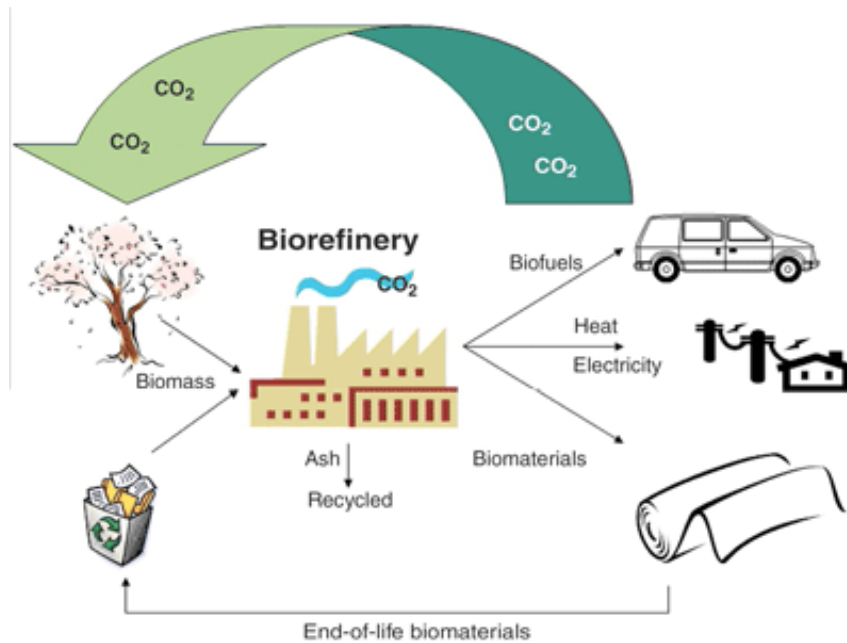 CO₂
CO₂
CO₂
CO₂
Biorefinery
CO₂
Biofuels
Heat
Electricity
Biomass
Ash
Recycled
Biomaterials
End-of-life biomaterials